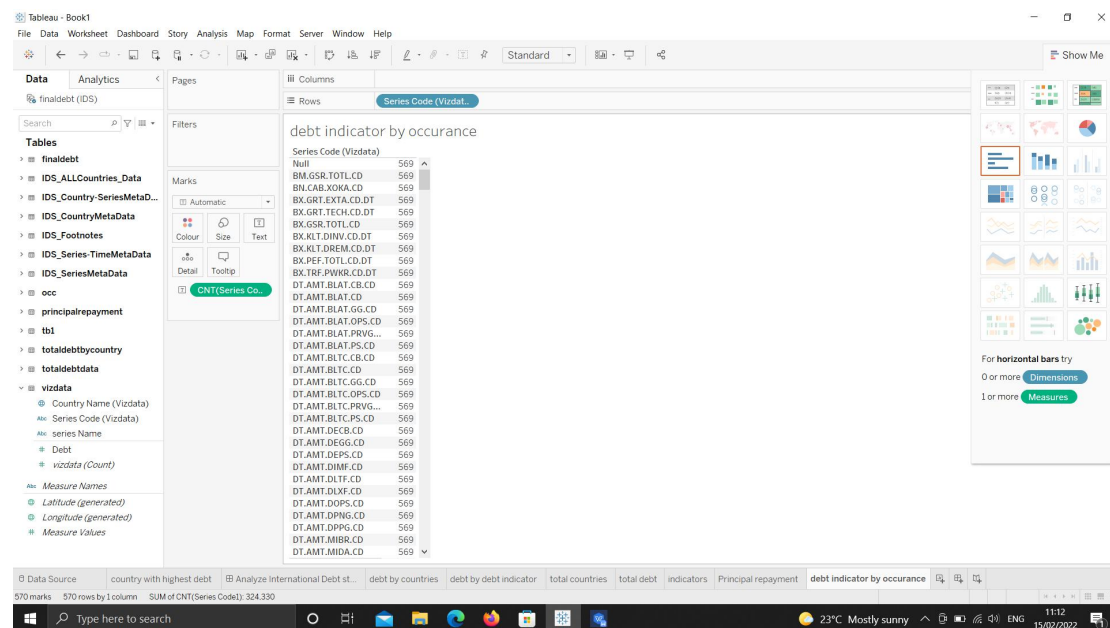 Tableau - Book1
File Data Worksheet Dashboard Story Analysis Map Format Server Window Help
Standard
Show Me
Data Analytics
finaldebt (IDS)
Search
Tables
finaldebt
IDS_ALLCountries_Data
IDS_Country-SeriesMetaD...
IDS_CountryMetaData
IDS_Footnotes
IDS_Series-TimeMetaData
IDS_SeriesMetaData
occ
principalrepayment
tb1
totaldebtbycountry
totaldebtdata
vizdata
Country Name (Vizdata)
Abc Series Code (Vizdata)
Abc series Name
# Debt
# vizdata (Count)
Abc Measure Names
Latitude (generated)
Longitude (generated)
# Measure Values
Pages
Filters
Marks
Automatic
Colour Size Text
Detail Tooltip
CNT(Series Co..
Columns
Rows Series Code (Vizdat..
debt indicator by occurance
Series Code (Vizdata)
Null 569
BM.GSR.TOTL.CD 569
BN.CAB.XOKA.CD 569
BX.GRT.EXTA.CD.DT 569
BX.GRT.TECH.CD.DT 569
BX.GSR.TOTL.CD 569
BX.KLT.DINV.CD.DT 569
BX.KLT.DREM.CD.DT 569
BX.PEF.TOTL.CD.DT 569
BX.TRF.PWKR.CD.DT 569
DT.AMT.BLAT.CB.CD 569
DT.AMT.BLAT.CD 569
DT.AMT.BLAT.GG.CD 569
DT.AMT.BLAT.OPS.CD 569
DT.AMT.BLAT.PRVG... 569
DT.AMT.BLAT.PS.CD 569
DT.AMT.BLTC.CB.CD 569
DT.AMT.BLTC.CD 569
DT.AMT.BLTC.GG.CD 569
DT.AMT.BLTC.OPS.CD 569
DT.AMT.BLTC.PRVG... 569
DT.AMT.BLTC.PS.CD 569
DT.AMT.DECB.CD 569
DT.AMT.DEGG.CD 569
DT.AMT.DEPS.CD 569
DT.AMT.DIMF.CD 569
DT.AMT.DLTF.CD 569
DT.AMT.DLXF.CD 569
DT.AMT.DOPS.CD 569
DT.AMT.DPNG.CD 569
DT.AMT.DPPG.CD 569
DT.AMT.MIBR.CD 569
DT.AMT.MIDA.CD 569
For horizontal bars try
0 or more Dimensions
1 or more Measures
Data Source country with highest debt Analyze International Debt st... debt by countries debt by debt indicator total countries total debt indicators Principal repayment debt indicator by occurance
570 marks 570 rows by 1 column SUM of CNT(Series Code1): 324.330
Type here to search
23°C Mostly sunny ENG
11:12
15/02/2022